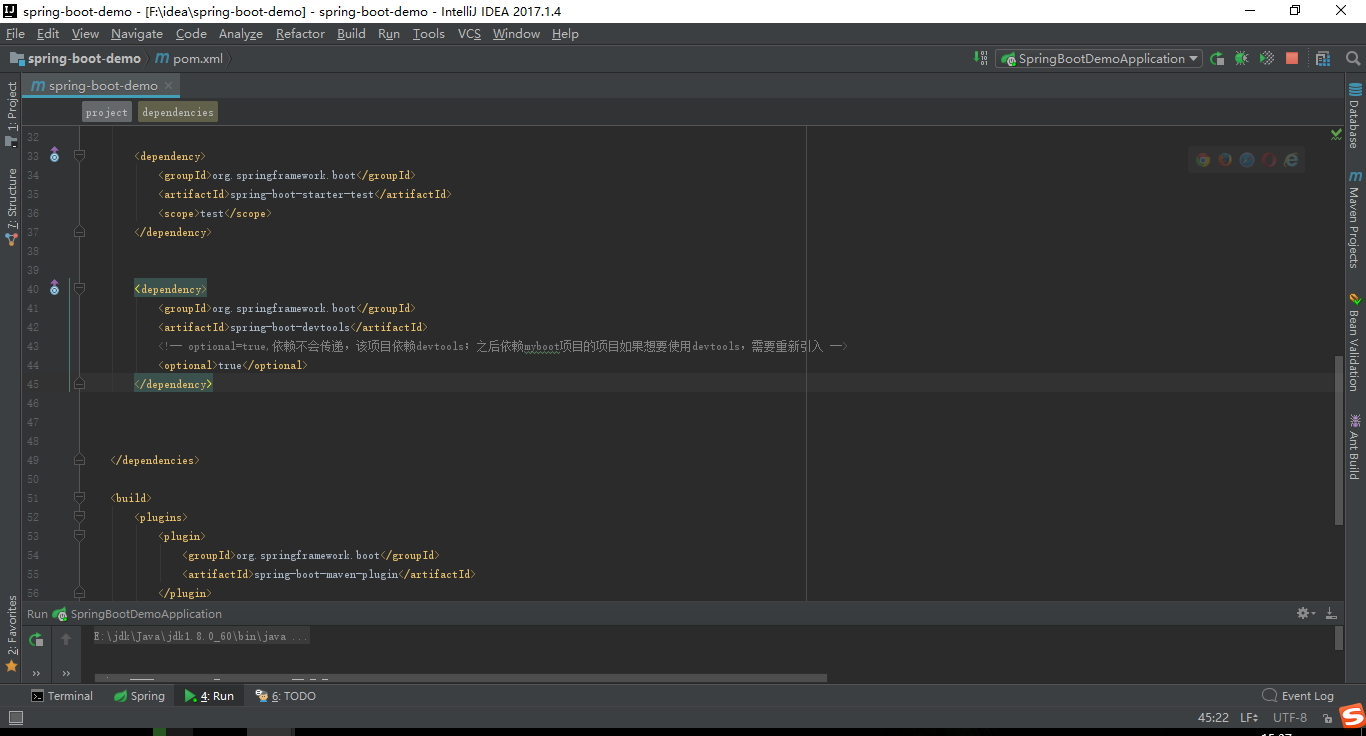 spring-boot-demo - [F:\idea\spring-boot-demo] - spring-boot-demo - IntelliJ IDEA 2017.1.4
File Edit View Navigate Code Analyze Refactor Build Run Tools VCS Window Help
spring-boot-demo pom.xml SpringBootDemoApplication
spring-boot-demo
project dependencies
1: Project
7: Structure
2: Favorites
32
33 <dependency>
34 <groupId>org.springframework.boot</groupId>
35 <artifactId>spring-boot-starter-test</artifactId>
36 <scope>test</scope>
37 </dependency>
38
39
40 <dependency>
41 <groupId>org.springframework.boot</groupId>
42 <artifactId>spring-boot-devtools</artifactId>
43 <!-- optional=true,依赖不会传递，该项目依赖devtools；之后依赖myboot项目的项目如果想要使用devtools，需要重新引入 -->
44 <optional>true</optional>
45 </dependency>
46
47
48
49 </dependencies>
50
51 <build>
52 <plugins>
53 <plugin>
54 <groupId>org.springframework.boot</groupId>
55 <artifactId>spring-boot-maven-plugin</artifactId>
56 </plugin>
Database
Maven Projects
Bean Validation
Ant Build
Run SpringBootDemoApplication
E:\jdk\Java\jdk1.8.0_60\bin\java ...
Terminal Spring 4: Run 6: TODO Event Log
45:22 LF UTF-8